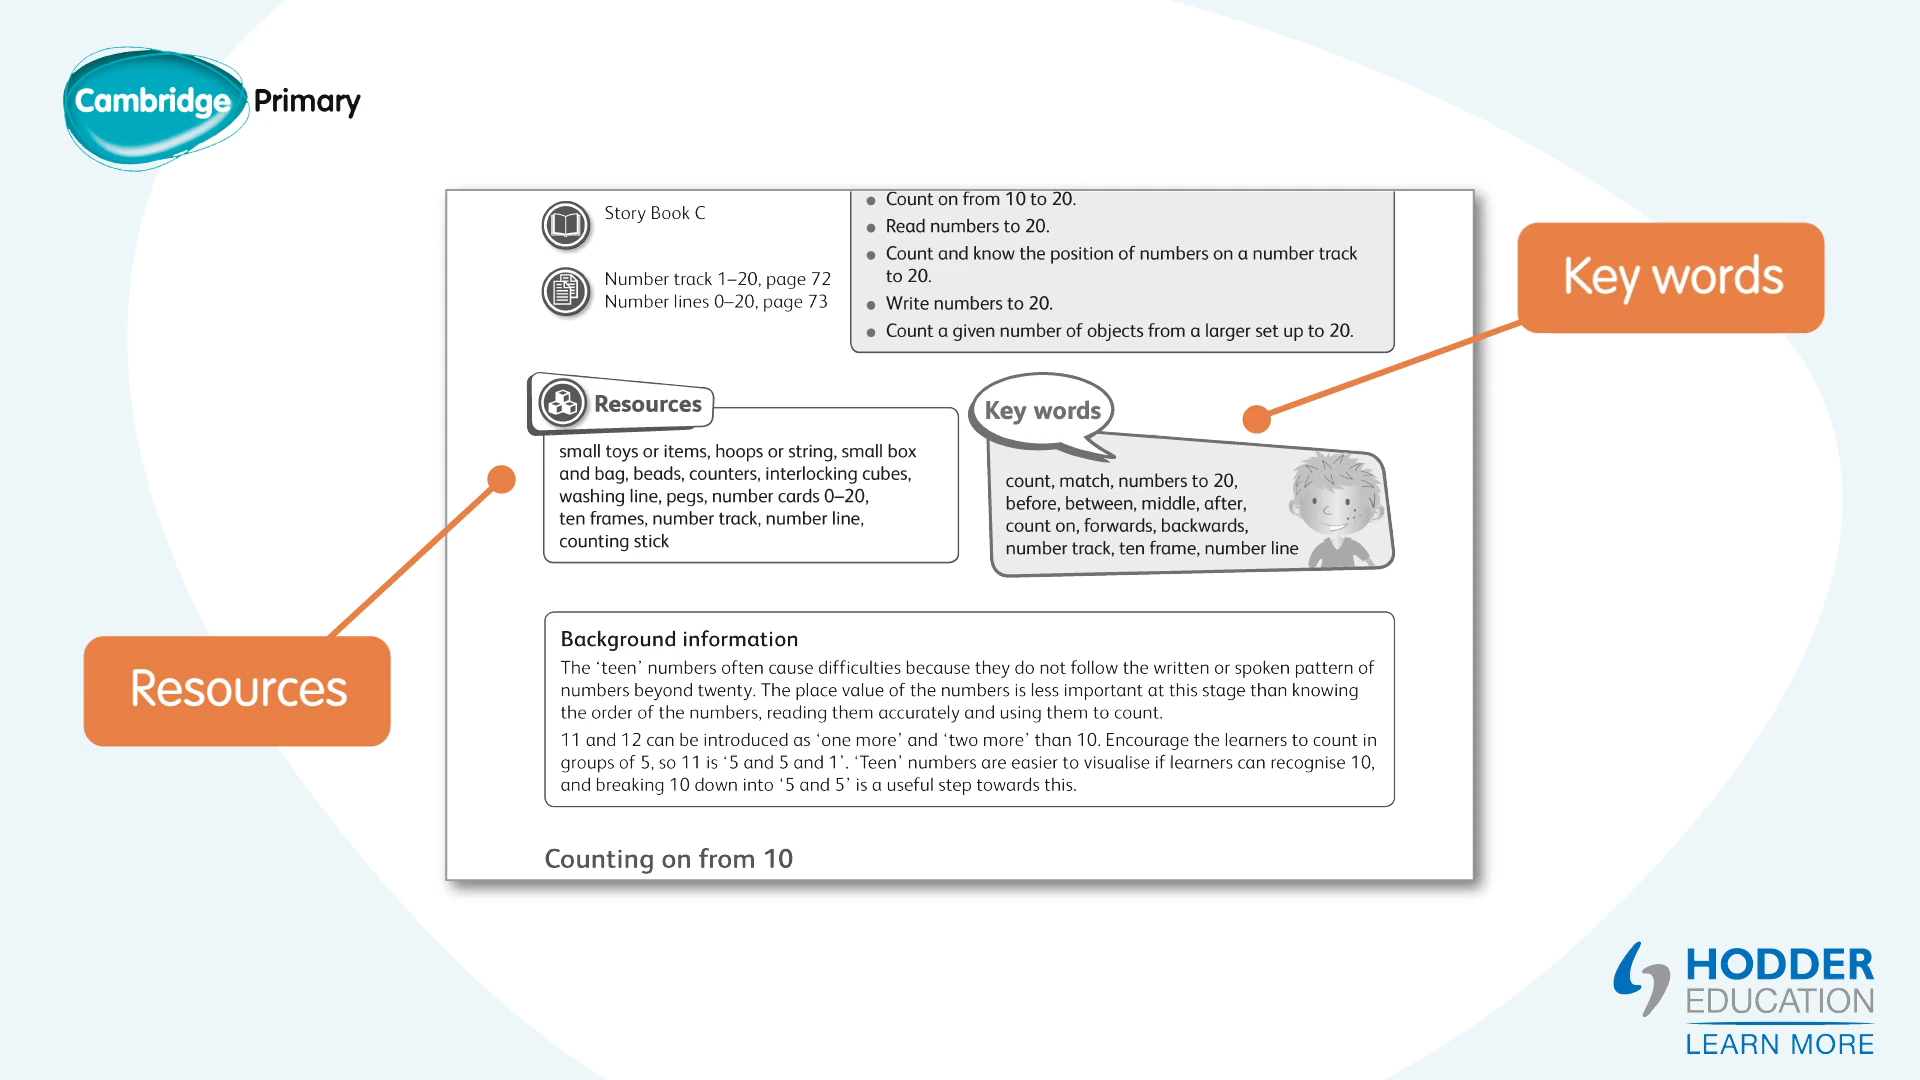 Cambridge Primary
Story Book C
Number track 1–20, page 72
Number lines 0–20, page 73
Count on from 10 to 20.
Read numbers to 20.
Count and know the position of numbers on a number track
to 20.
Write numbers to 20.
Count a given number of objects from a larger set up to 20.
Key words
Resources
small toys or items, hoops or string, small box
and bag, beads, counters, interlocking cubes,
washing line, pegs, number cards 0–20,
ten frames, number track, number line,
counting stick
Key words
count, match, numbers to 20,
before, between, middle, after,
count on, forwards, backwards,
number track, ten frame, number line
Resources
Background information
The ‘teen’ numbers often cause difficulties because they do not follow the written or spoken pattern of
numbers beyond twenty. The place value of the numbers is less important at this stage than knowing
the order of the numbers, reading them accurately and using them to count.
11 and 12 can be introduced as ‘one more’ and ‘two more’ than 10. Encourage the learners to count in
groups of 5, so 11 is ‘5 and 5 and 1’. ‘Teen’ numbers are easier to visualise if learners can recognise 10,
and breaking 10 down into ‘5 and 5’ is a useful step towards this.
Counting on from 10
HODDER
EDUCATION
LEARN MORE